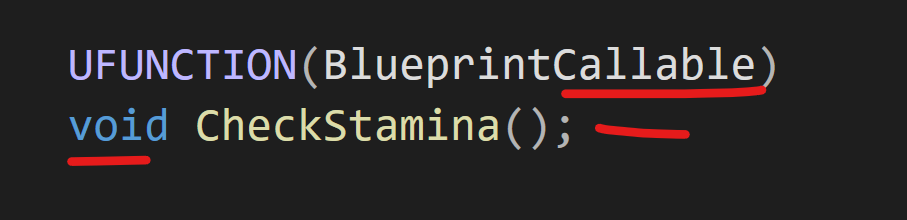 UFUNCTION(BlueprintCallable)
void CheckStamina();